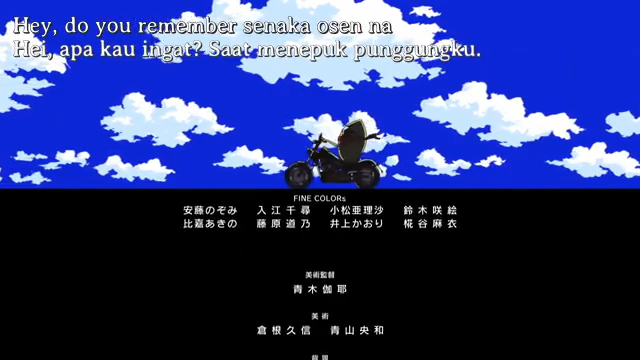 Hey, do you remember senaka osen na
Hei, apa kau ingat? Saat menepuk punggungku.
FINE COLORs
安藤のぞみ 入江千尋 小松亜理沙 鈴木咲絵
比嘉あきの 藤原道乃 井上かおり 椛谷麻衣
美術監督
青木伽耶
美術
倉根久信 青山央和